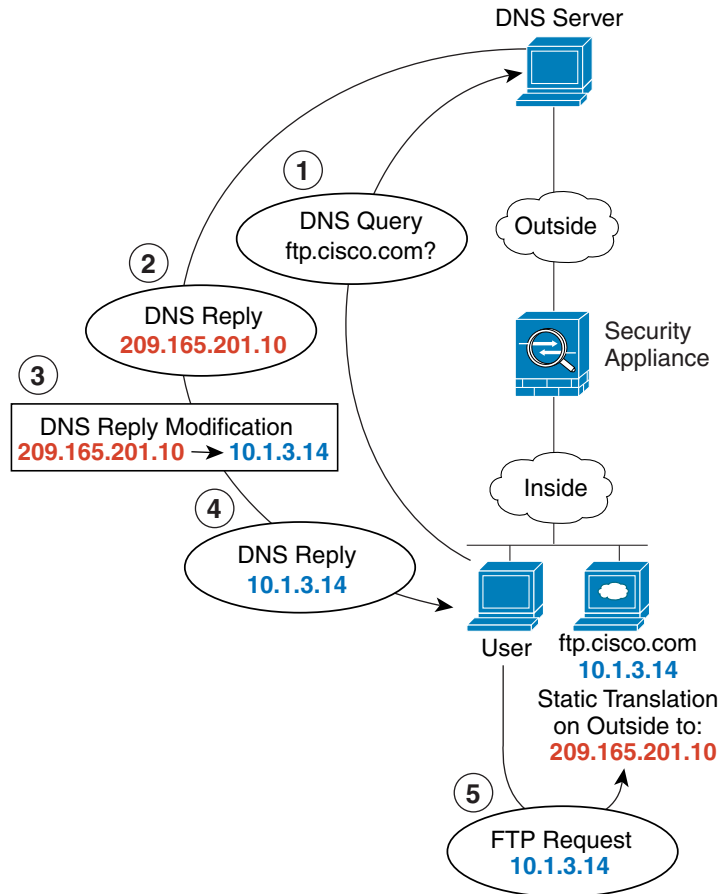 DNS Server
1
DNS Query
ftp.cisco.com?
Outside
2
DNS Reply
209.165.201.10
Security
Appliance
3
DNS Reply Modification
209.165.201.10 → 10.1.3.14
Inside
4
DNS Reply
10.1.3.14
User
ftp.cisco.com
10.1.3.14
Static Translation
on Outside to:
209.165.201.10
5
FTP Request
10.1.3.14